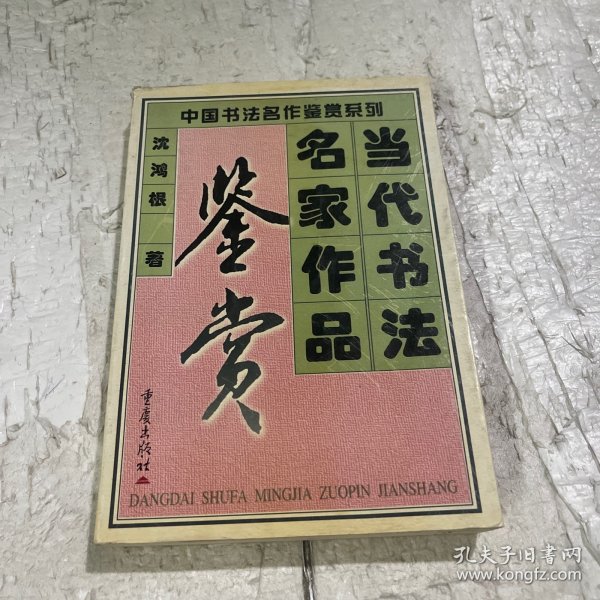 中国书法名作鉴赏系列
当代书法
名家作品
鉴赏
沈鸿根 著
重庆出版社
DANGDAI SHUFA MINGJIA ZUOPIN JIANSHANG
孔夫子旧书网
www.kongfz.com